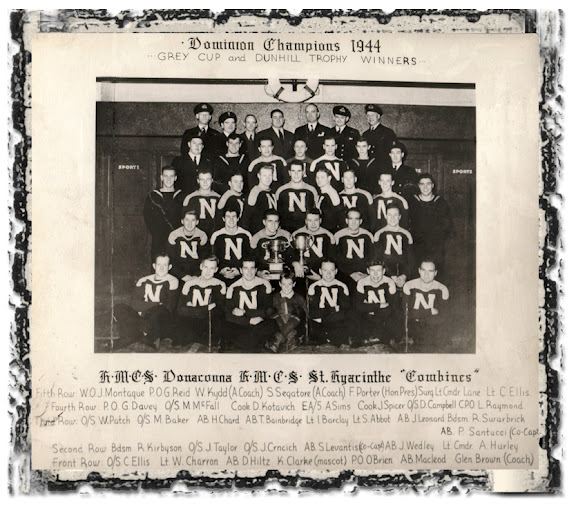 Dominion Champions 1944
...GREY CUP and DUNHILL TROPHY WINNERS...
SPORTS SPORTS
N N N N N N N N N N N N N N N
H·M·C·S· Donaconna H·M·C·S· St. Hyacinthe "Combines"
Fifth Row W.O.J Montague P.O.G Reid W. Kydd (A Coach) S. Segatore (A Coach) F. Porter (Hon Pres) Surg Lt. Cmdr Lane Lt. C. Ellis
Fourth Row. P.O. G Davey O/S M McFall Cook D. Kotavich EA/S A Sims Cook J Spicer O/S D. Campbell CPO L. Raymond
Third Row O/S W. Patch O/S M Baker AB H Chard AB T. Bainbridge Lt I Barclay Lt S Abbot AB J Leonard Bdsm R. Swarbrick
AB. P. Santucci (Co-Capt
Second Row Bdsm R Kirbyson O/S J. Taylor O/S J. Crncich AB S. Levantis (co-Cap) AB J Wedley Lt Cmdr A Hurley
Front Row O/S C Ellis Lt W. Charron AB D Hiltz K. Clarke (mascot) PO O'Brien AB Macleod Glen Brown (Coach)